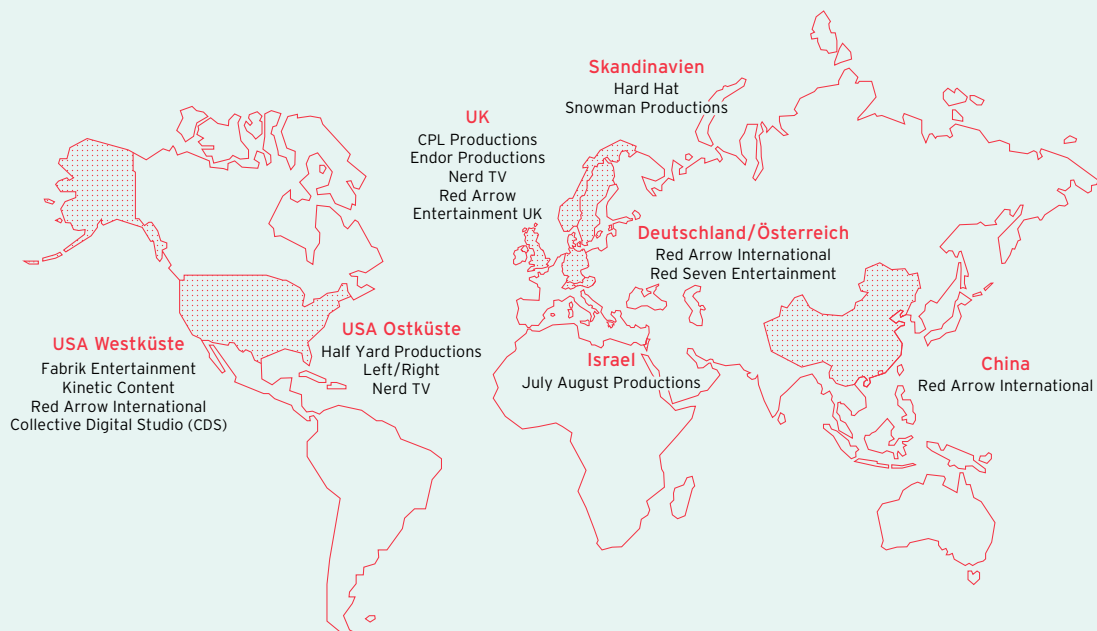 Skandinavien
Hard Hat
Snowman Productions
UK
CPL Productions
Endor Productions
Nerd TV
Red Arrow
Entertainment UK
Deutschland/Österreich
Red Arrow International
Red Seven Entertainment
USA Westküste
Fabrik Entertainment
Kinetic Content
Red Arrow International
Collective Digital Studio (CDS)
USA Ostküste
Half Yard Productions
Left/Right
Nerd TV
Israel
July August Productions
China
Red Arrow International